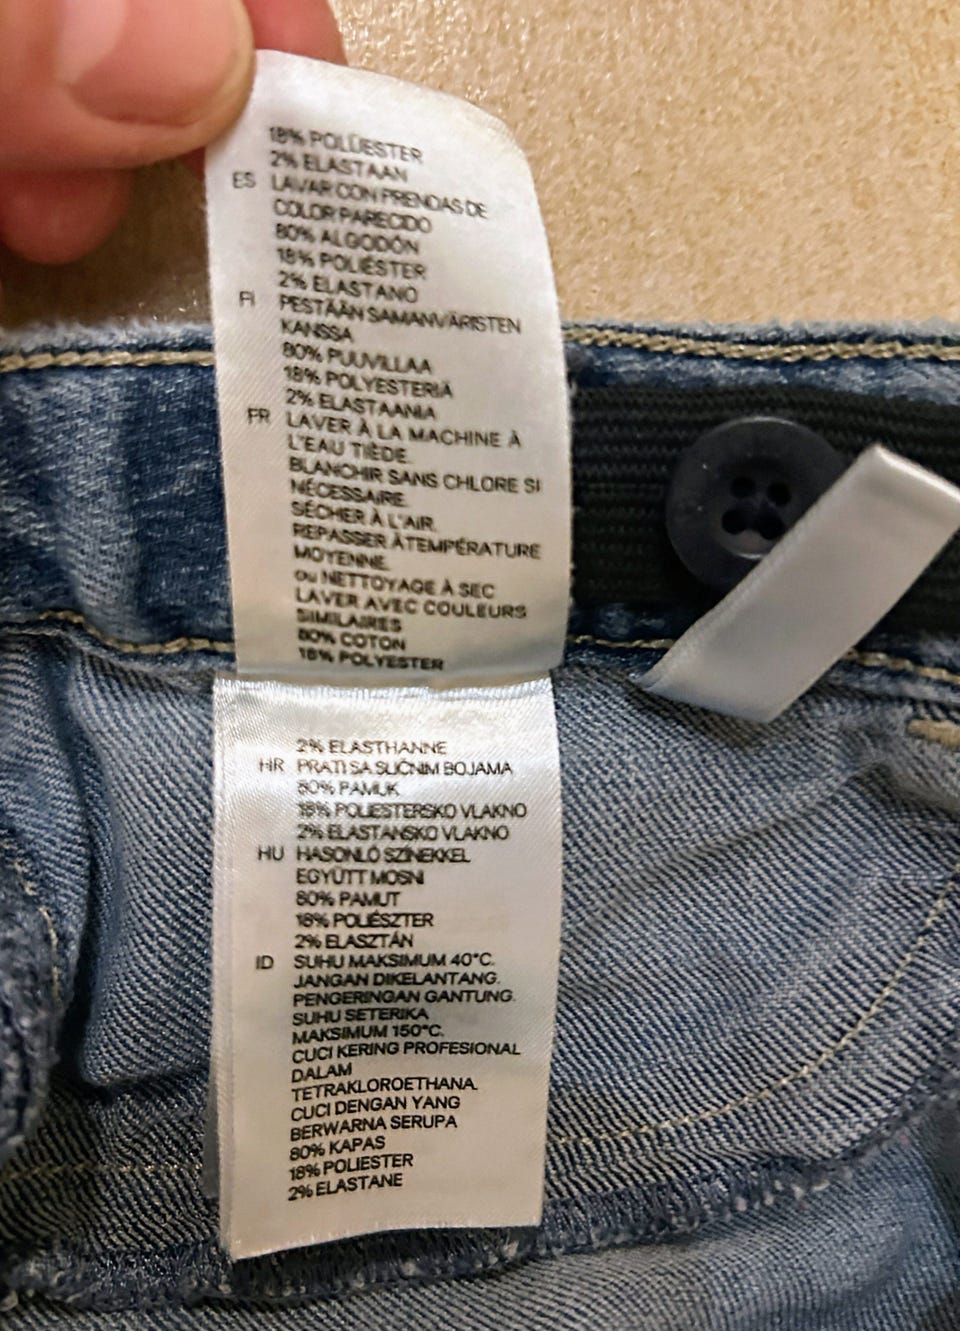 18% POLÜESTER
2% ELASTAAN
ES LAVAR CON PRENDAS DE
COLOR PARECIDO
80% ALGODÓN
18% POLIÉSTER
2% ELASTANO
FI PESTÄÄN SAMANVÄRISTEN
KANSSA
80% PUUVILLAA
18% POLYESTERIÄ
2% ELASTAANIA
FR LAVER À LA MACHINE À
L'EAU TIÈDE.
BLANCHIR SANS CHLORE SI
NÉCESSAIRE.
SÉCHER À L'AIR.
REPASSER ÀTEMPÉRATURE
MOYENNE.
ou NETTOYAGE À SEC
LAVER AVEC COULEURS
SIMILAIRES
80% COTON
18% POLYESTER
2% ELASTHANNE
HR PRATI SA SLIČNIM BOJAMA
80% PAMUK
18% POLIESTERSKO VLAKNO
2% ELASTANSKO VLAKNO
HU HASONLÓ SZÍNEKKEL
EGYÜTT MOSNI
80% PAMUT
18% POLIÉSZTER
2% ELASZTÁN
ID SUHU MAKSIMUM 40°C.
JANGAN DIKELANTANG.
PENGERINGAN GANTUNG.
SUHU SETERIKA
MAKSIMUM 150°C.
CUCI KERING PROFESIONAL
DALAM
TETRAKLOROETHANA.
CUCI DENGAN YANG
BERWARNA SERUPA
80% KAPAS
18% POLIESTER
2% ELASTANE